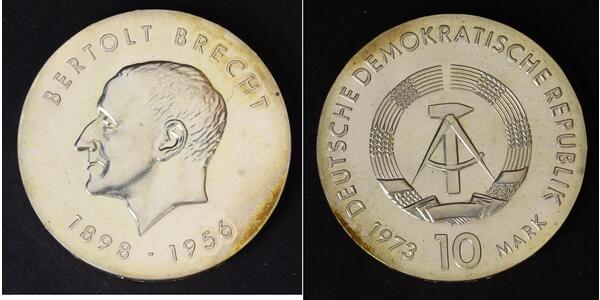 BERTOLT BRECHT
1898 - 1956
DEUTSCHE DEMOKRATISCHE REPUBLIK
1973 10 MARK